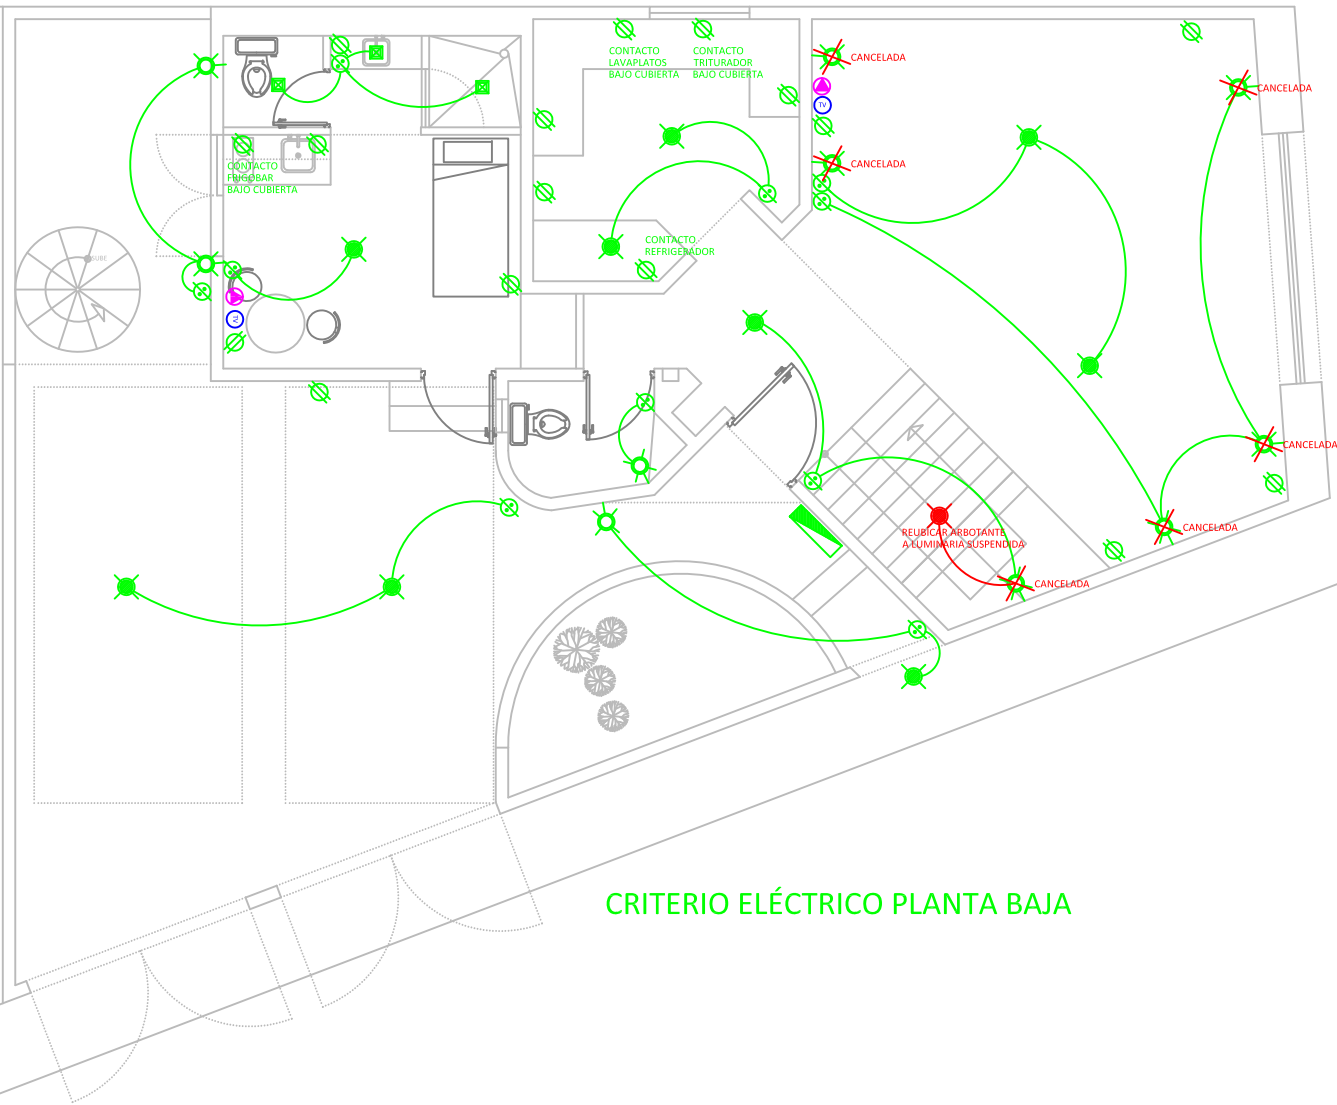 CONTACTO
LAVAPLATOS
BAJO CUBIERTA
CONTACTO
TRITURADOR
BAJO CUBIERTA
CANCELADA
TV
CANCELADA
CANCELADA
CONTACTO
FRIGOBAR
BAJO CUBIERTA
CONTACTO
REFRIGERADOR
SUBE
TV
CANCELADA
CANCELADA
REUBICAR ARBOTANTE
A LUMINARIA SUSPENDIDA
CANCELADA
CRITERIO ELÉCTRICO PLANTA BAJA